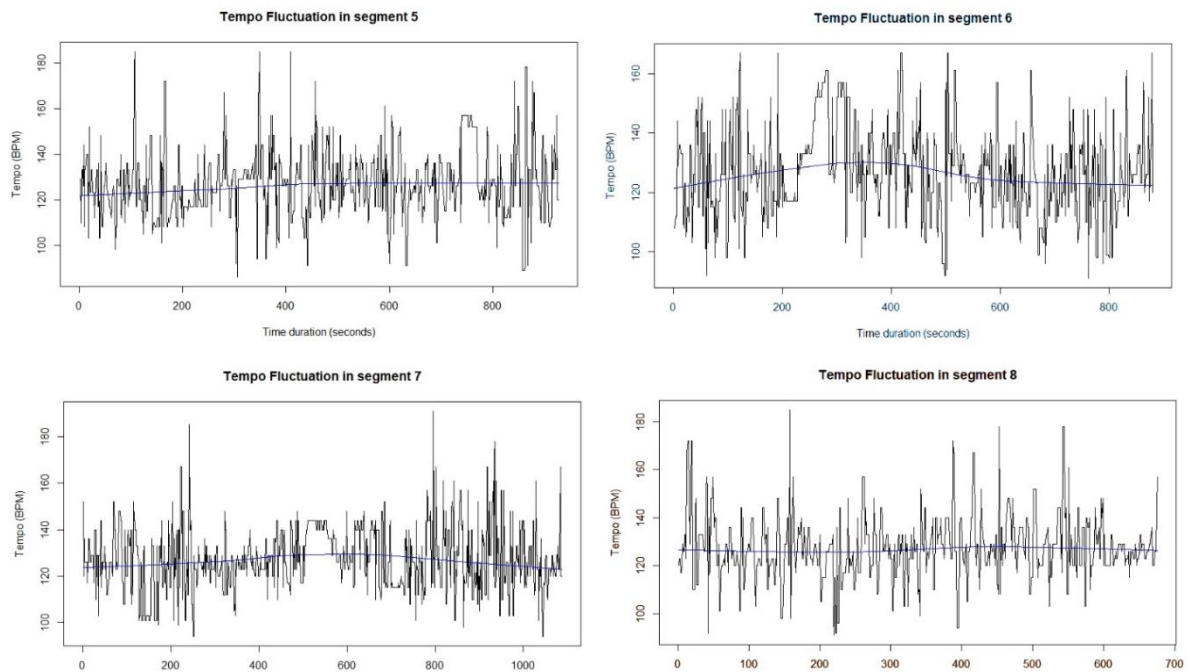 Tempo Fluctuation in segment 5
Tempo (BPM)
180
160
140
120
100
0 200 400 600 800
Time duration (seconds)
Tempo Fluctuation in segment 6
Tempo (BPM)
160
140
120
100
0 200 400 600 800
Time duration (seconds)
Tempo Fluctuation in segment 7
Tempo (BPM)
180
160
140
120
100
0 200 400 600 800 1000
Tempo Fluctuation in segment 8
Tempo (BPM)
180
160
140
120
100
0 100 200 300 400 500 600 700